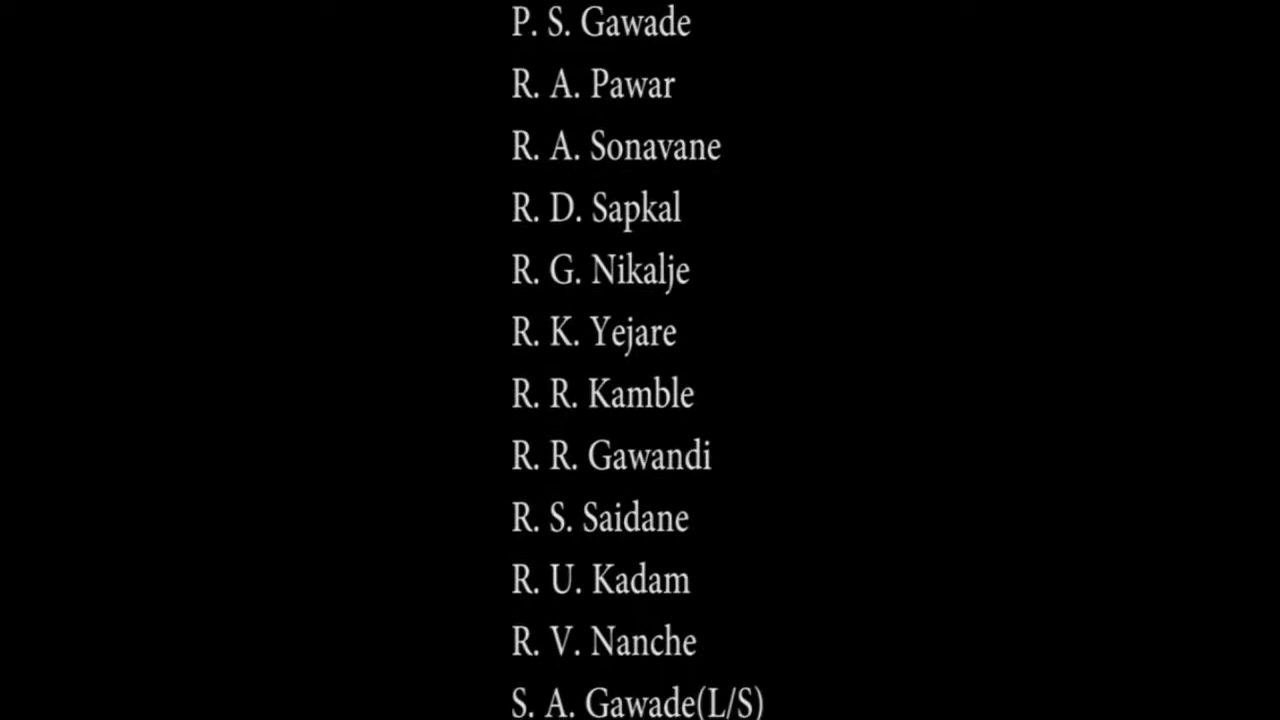 P. S. Gawade
R. A. Pawar
R. A. Sonavane
R. D. Sapkal
R. G. Nikalje
R. K. Yejare
R. R. Kamble
R. R. Gawandi
R. S. Saidane
R. U. Kadam
R. V. Nanche
S. A. Gawade(L/S)